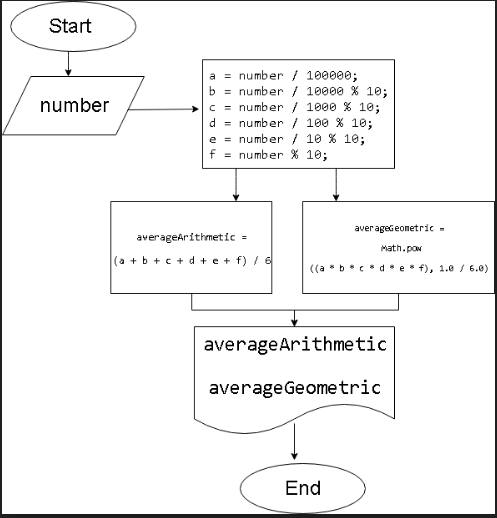 Start
number
a = number / 100000;
b = number / 10000 % 10;
c = number / 1000 % 10;
d = number / 100 % 10;
e = number / 10 % 10;
f = number % 10;
averageArithmetic =
(a + b + c + d + e + f) / 6
averageGeometric =
Math.pow
((a * b * c * d * e * f), 1.0 / 6.0)
averageArithmetic
averageGeometric
End